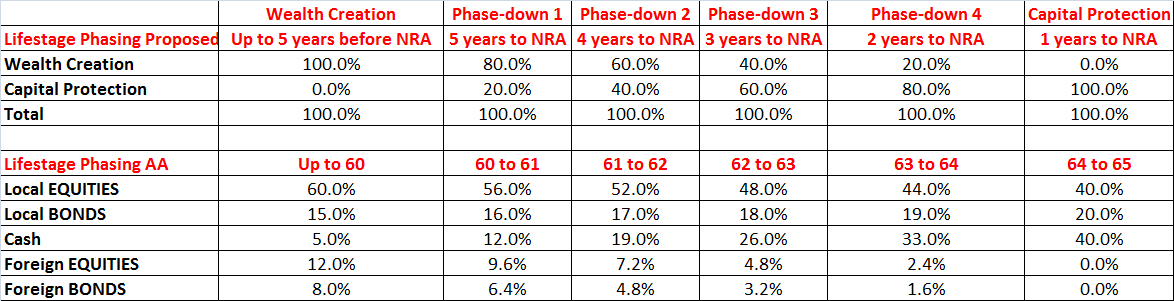 Wealth Creation Phase-down 1 Phase-down 2 Phase-down 3 Phase-down 4 Capital Protection
Lifestage Phasing Proposed Up to 5 years before NRA 5 years to NRA 4 years to NRA 3 years to NRA 2 years to NRA 1 years to NRA
Wealth Creation 100.0% 80.0% 60.0% 40.0% 20.0% 0.0%
Capital Protection 0.0% 20.0% 40.0% 60.0% 80.0% 100.0%
Total 100.0% 100.0% 100.0% 100.0% 100.0% 100.0%
Lifestage Phasing AA Up to 60 60 to 61 61 to 62 62 to 63 63 to 64 64 to 65
Local EQUITIES 60.0% 56.0% 52.0% 48.0% 44.0% 40.0%
Local BONDS 15.0% 16.0% 17.0% 18.0% 19.0% 20.0%
Cash 5.0% 12.0% 19.0% 26.0% 33.0% 40.0%
Foreign EQUITIES 12.0% 9.6% 7.2% 4.8% 2.4% 0.0%
Foreign BONDS 8.0% 6.4% 4.8% 3.2% 1.6% 0.0%